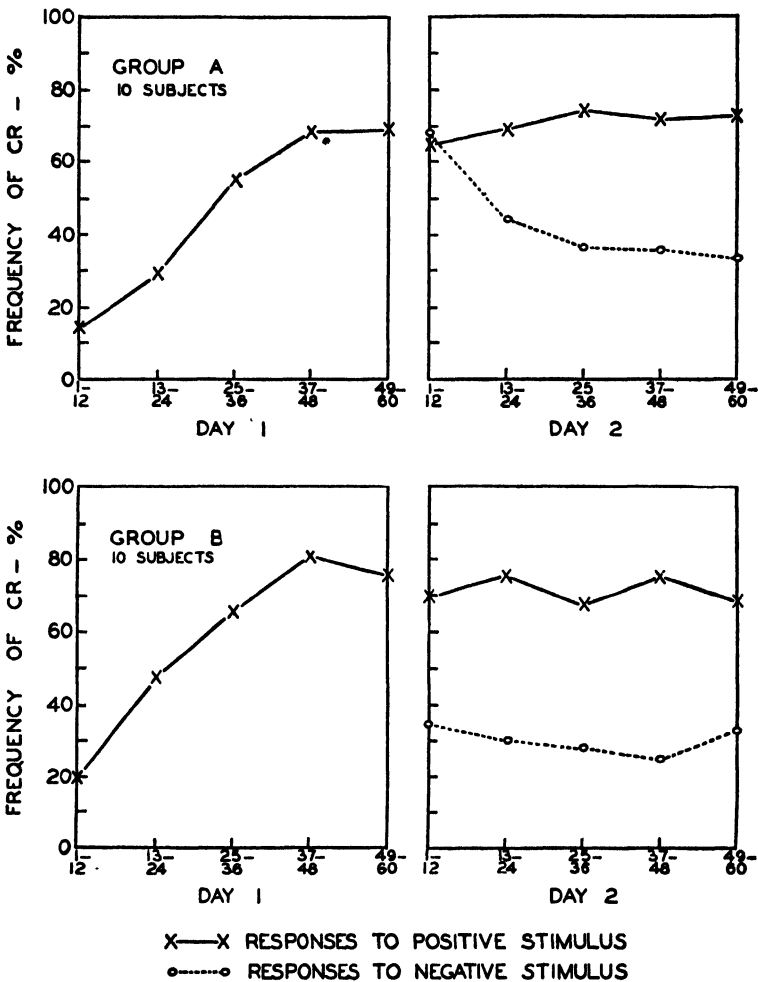 FREQUENCY OF CR – %
100
80
60
40
20
0
GROUP A
10 SUBJECTS
1– 13– 25– 37– 49–
12 24 36 48 60
DAY 1
1– 13– 25 37– 49–
12 24 36 48 60
DAY 2
FREQUENCY OF CR – %
100
80
60
40
20
0
GROUP B
10 SUBJECTS
1– 13– 25– 37– 49–
12 24 36 48 60
DAY 1
1– 13– 25– 37– 49–
12 24 36 48 60
DAY 2
X—X RESPONSES TO POSITIVE STIMULUS
o-----o RESPONSES TO NEGATIVE STIMULUS